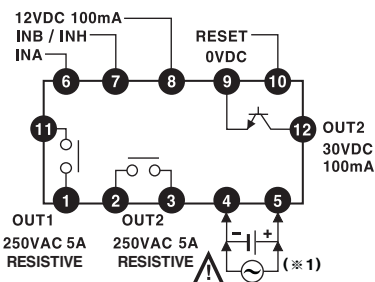 12VDC 100mA
INB / INH
INA
RESET
0VDC
6 7 8 9 10
11
12
OUT2
30VDC
100mA
1 2 3 4 5
OUT1
250VAC 5A
RESISTIVE
OUT2
250VAC 5A
RESISTIVE
!
- +
(※1)